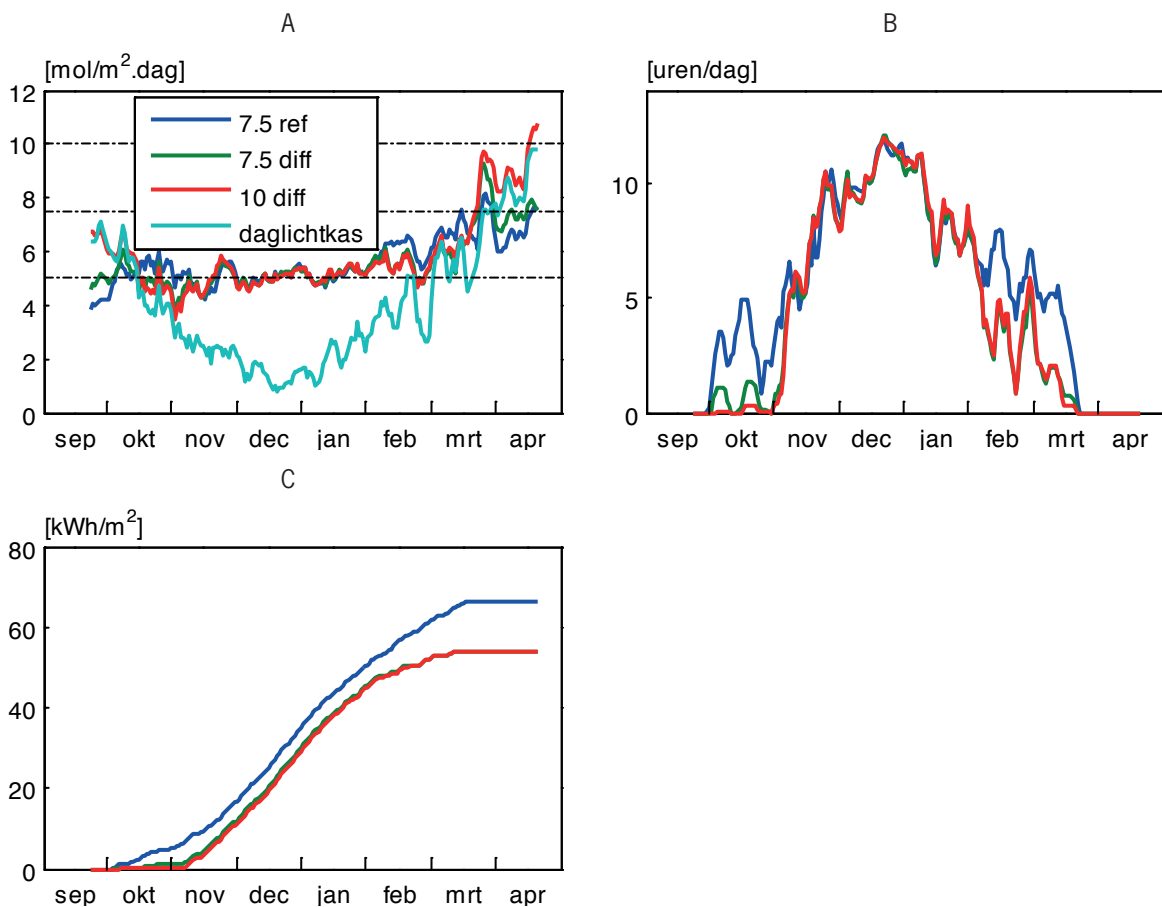 A
[mol/m².dag]
12
10
8
6
4
2
0
7.5 ref
7.5 diff
10 diff
daglichtkas
sep okt nov dec jan feb mrt apr
B
[uren/dag]
10
5
0
sep okt nov dec jan feb mrt apr
C
[kWh/m²]
80
60
40
20
0
sep okt nov dec jan feb mrt apr